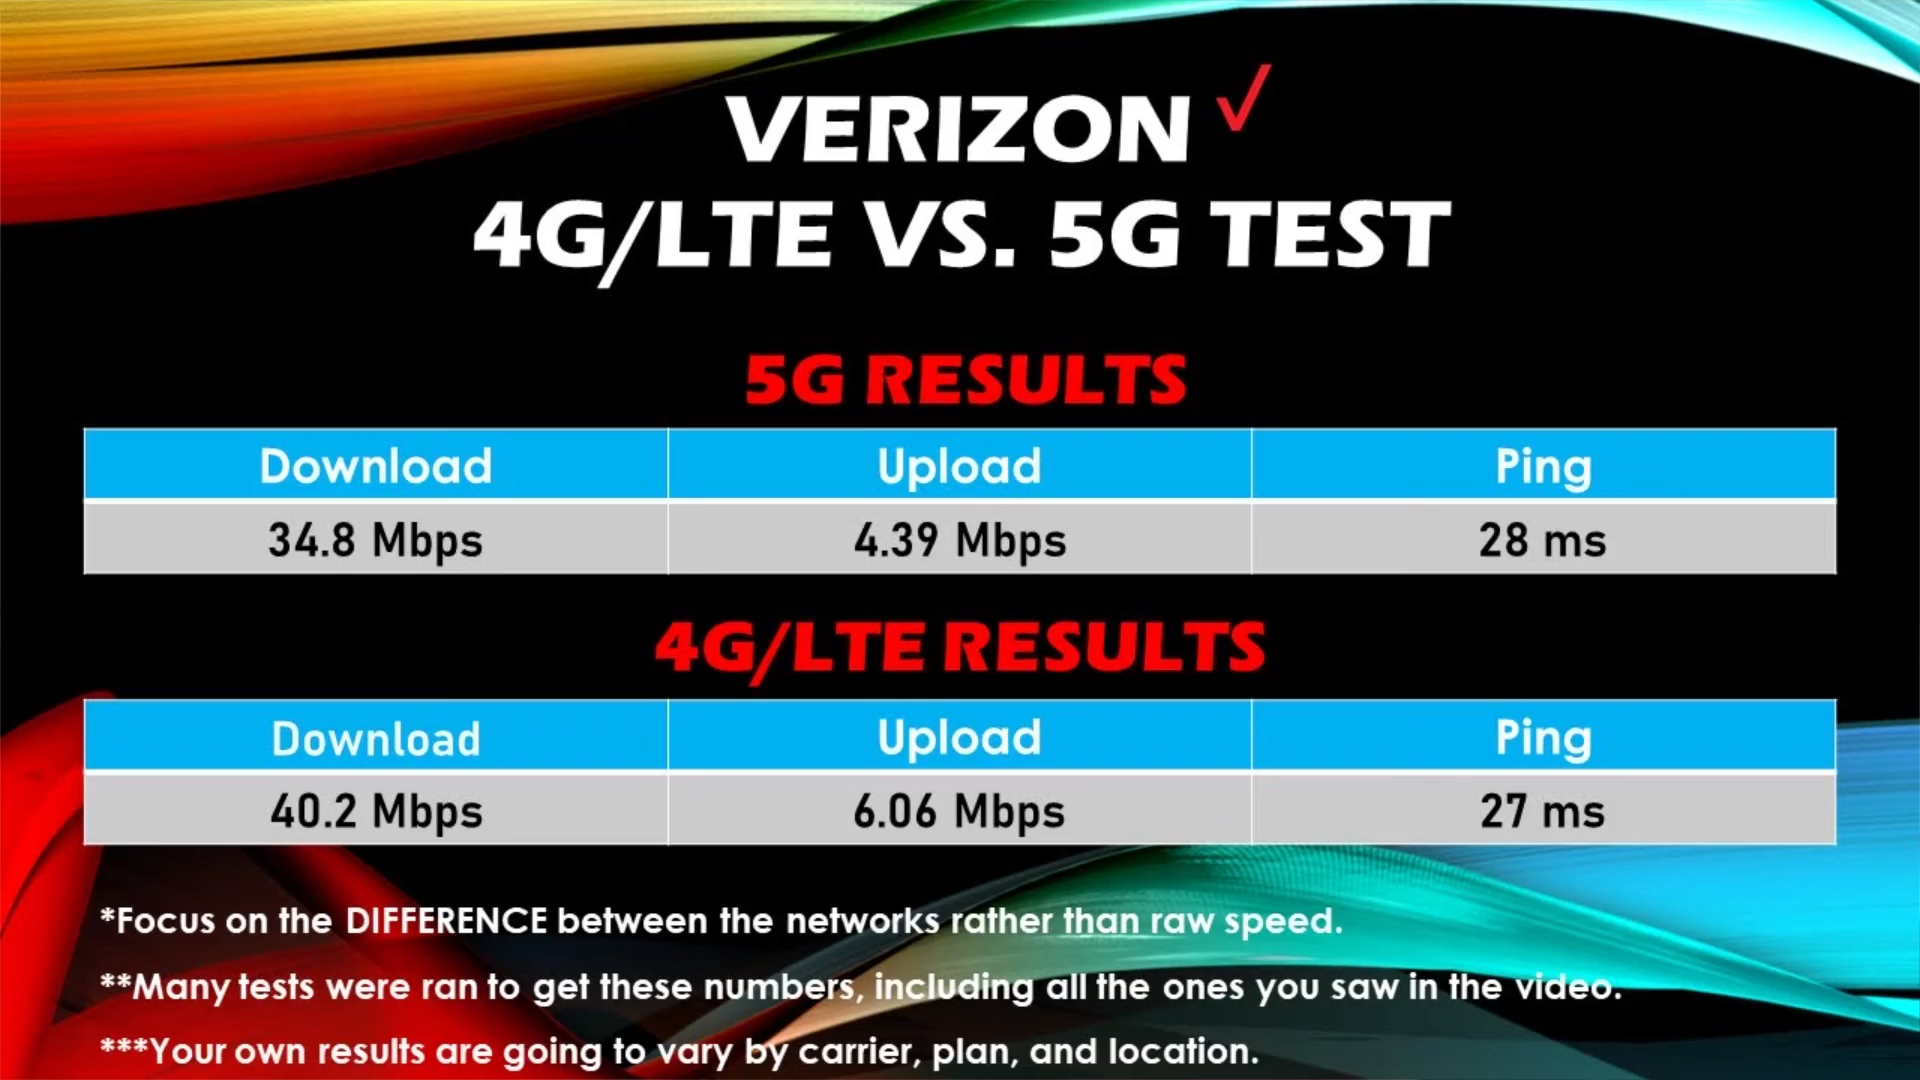 VERIZON ✓
4G/LTE VS. 5G TEST
5G RESULTS
Download Upload Ping
34.8 Mbps 4.39 Mbps 28 ms
4G/LTE RESULTS
Download Upload Ping
40.2 Mbps 6.06 Mbps 27 ms
*Focus on the DIFFERENCE between the networks rather than raw speed.
**Many tests were ran to get these numbers, including all the ones you saw in the video.
***Your own results are going to vary by carrier, plan, and location.